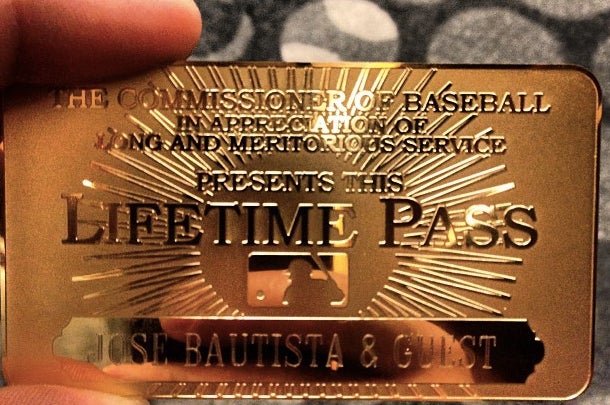 THE COMMISSIONER OF BASEBALL
IN APPRECIATION OF
LONG AND MERITORIOUS SERVICE
PRESENTS THIS
LIFETIME PASS
JOSE BAUTISTA & GUEST